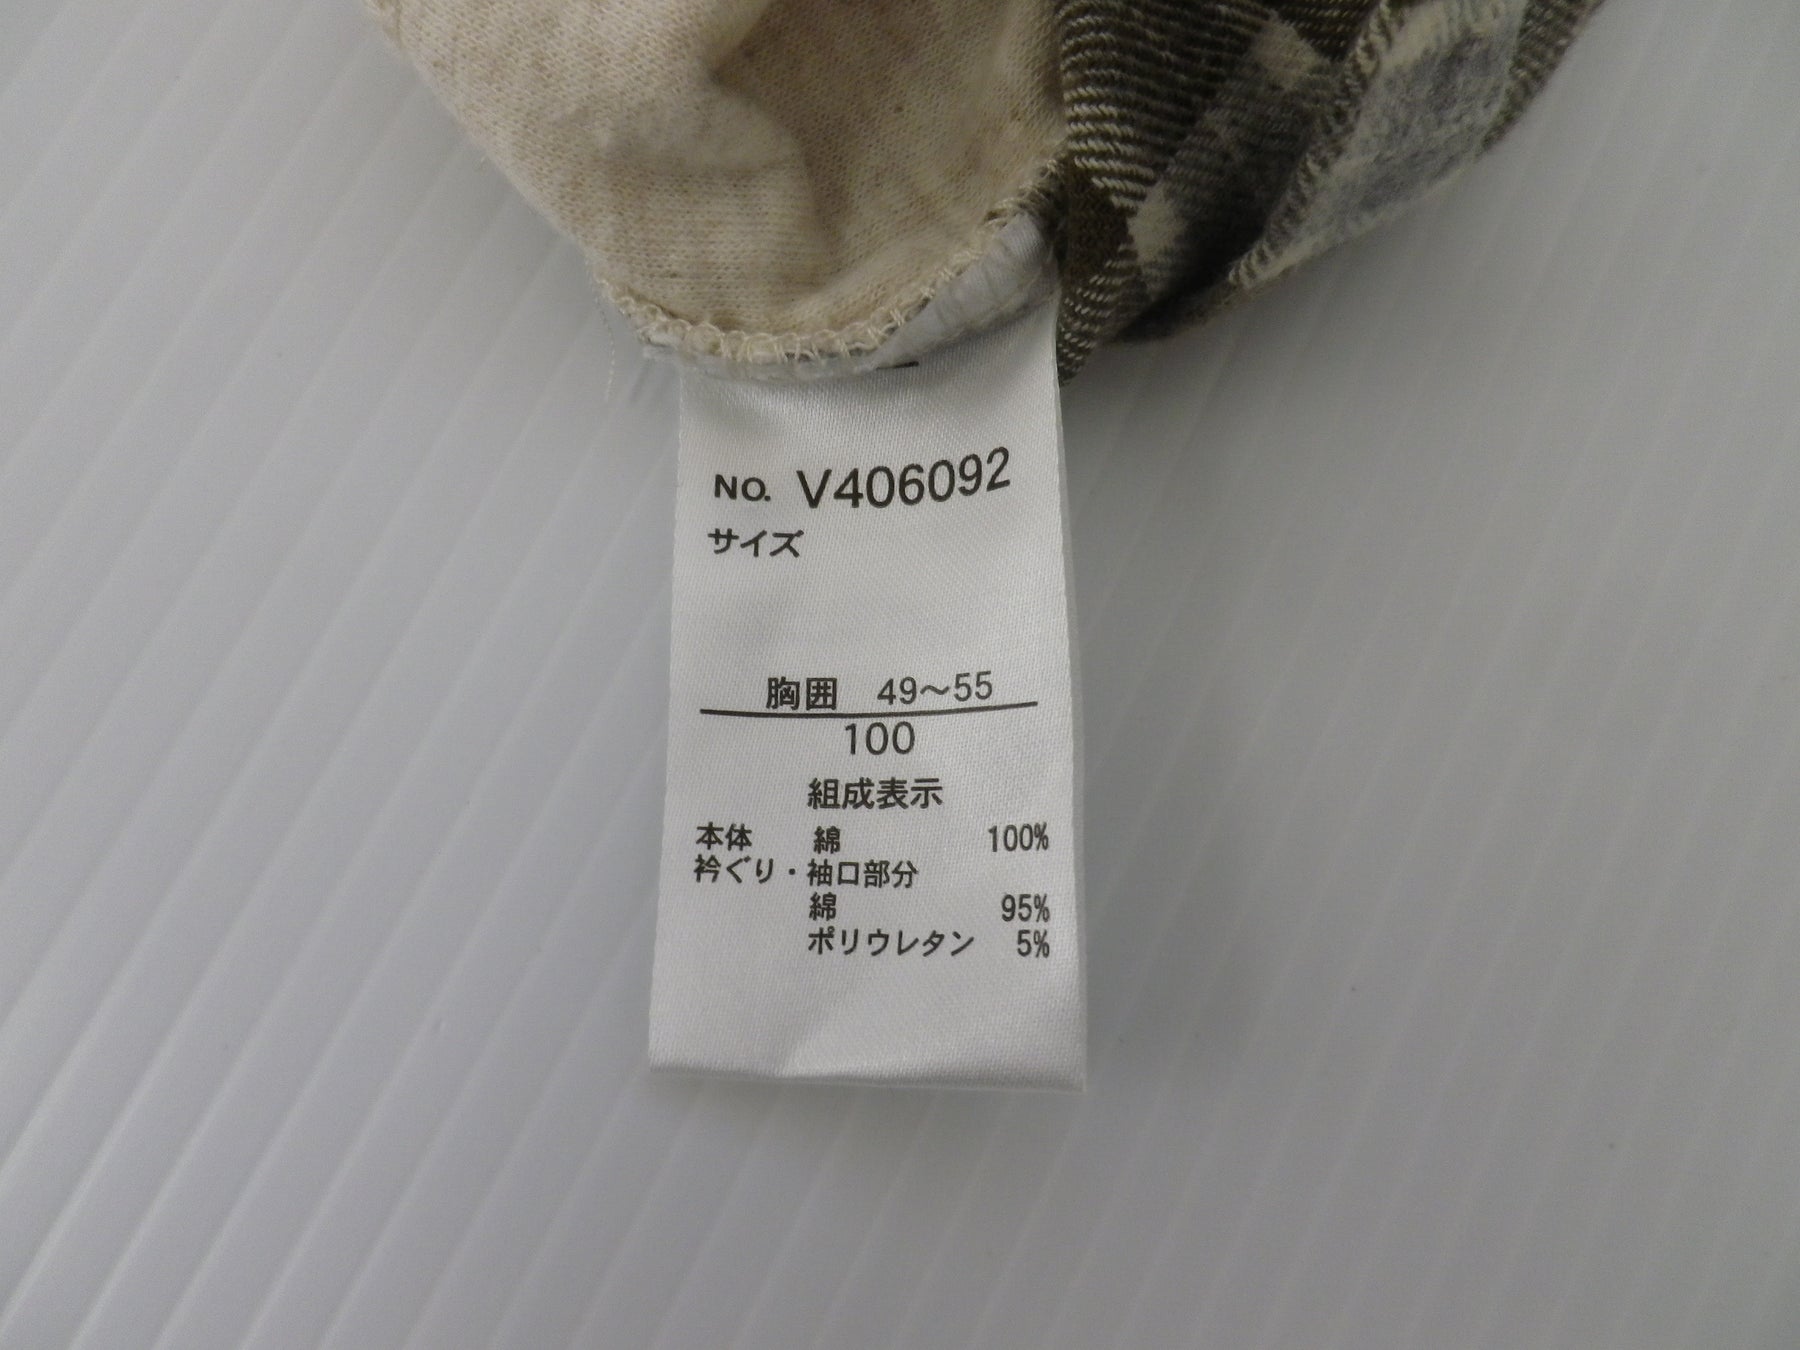 NO. V406092
サイズ
胸囲 49～55
100
組成表示
本体 綿 100%
衿ぐり・袖口部分
綿 95%
ポリウレタン 5%